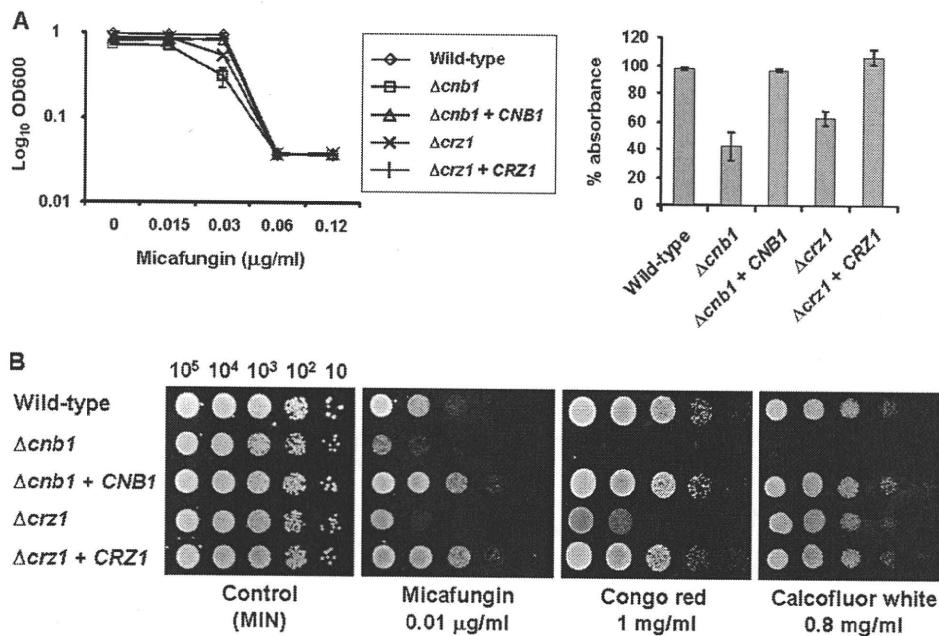 A
Log10 OD600
1
0.1
0.01
0 0.015 0.03 0.06 0.12
Micafungin (µg/ml)
Wild-type
Δcnb1
Δcnb1 + CNB1
Δcrz1
Δcrz1 + CRZ1
% absorbance
120
100
80
60
40
20
0
Wild-type
Δcnb1
Δcnb1 + CNB1
Δcrz1
Δcrz1 + CRZ1
B
10⁵ 10⁴ 10³ 10² 10
Wild-type
Δcnb1
Δcnb1 + CNB1
Δcrz1
Δcrz1 + CRZ1
Control
(MIN)
Micafungin
0.01 µg/ml
Congo red
1 mg/ml
Calcofluor white
0.8 mg/ml